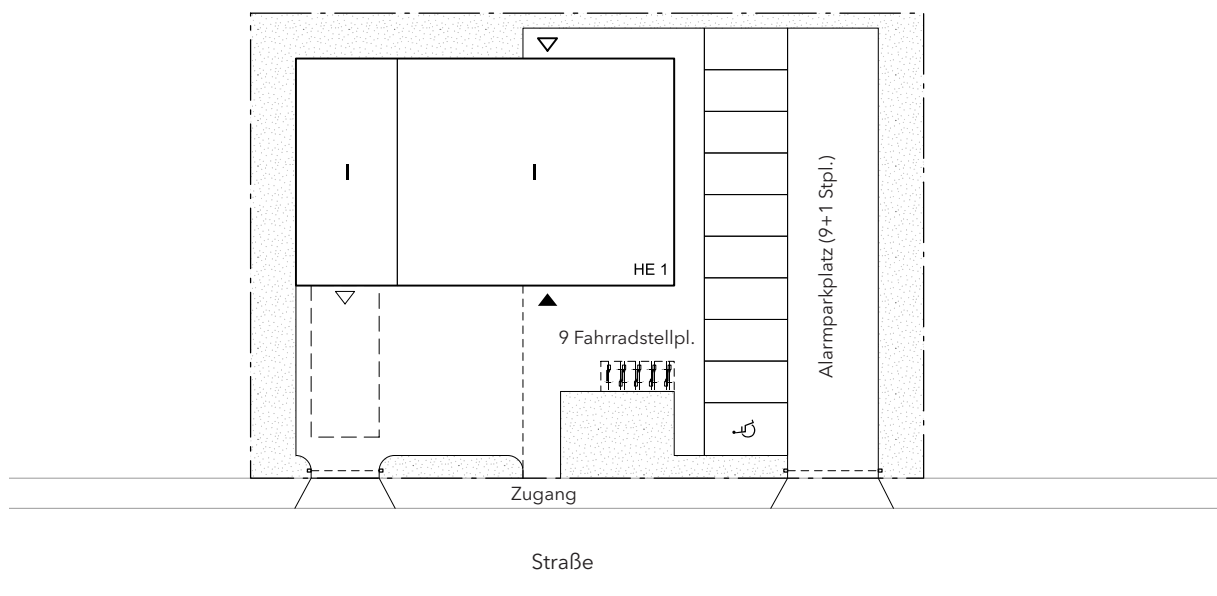 I
I
HE 1
9 Fahrradstellpl.
Alarmparkplatz (9+1 Stpl.)
Zugang
Straße